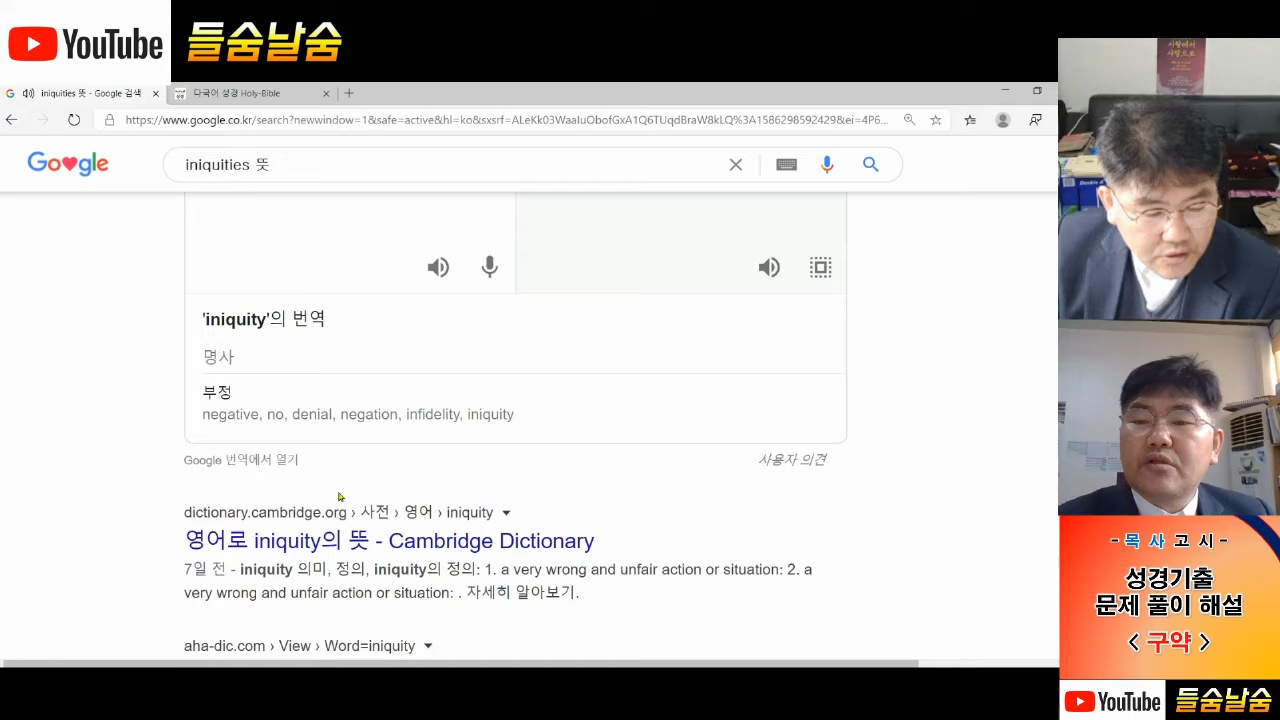 YouTube 들숨날숨
iniquities 뜻 - Google 검색
다국어 성경 Holy-Bible
https://www.google.co.kr/search?newwindow=1&safe=active&hl=ko&sxsrf=ALeKk03WaaIuObofGxA1Q6TUqdBraW8kLQ%3A1586298592429&ei=4P6...
Google
iniquities 뜻
'iniquity'의 번역
명사
부정
negative, no, denial, negation, infidelity, iniquity
Google 번역에서 열기
사용자 의견
dictionary.cambridge.org › 사전 › 영어 › iniquity
영어로 iniquity의 뜻 - Cambridge Dictionary
7일 전 - iniquity 의미, 정의, iniquity의 정의: 1. a very wrong and unfair action or situation: 2. a
very wrong and unfair action or situation: . 자세히 알아보기.
aha-dic.com › View › Word=iniquity
사랑에서
사랑으로
- 목 사 고 시 -
성경기출
문제 풀이 해설
< 구약 >
YouTube 들숨날숨